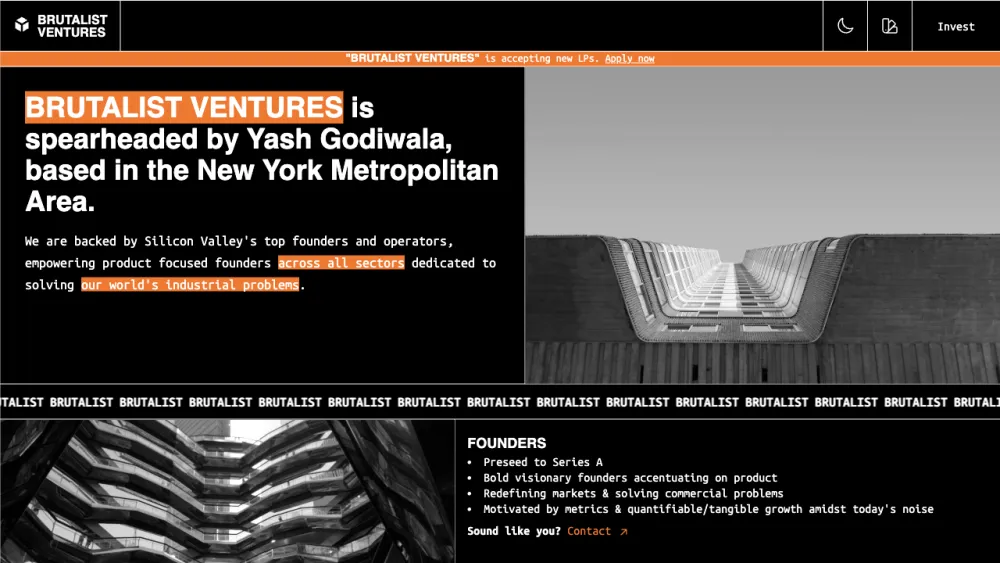 BRUTALIST
VENTURES
Invest
"BRUTALIST VENTURES" is accepting new LPs. Apply now
BRUTALIST VENTURES is
spearheaded by Yash Godiwala,
based in the New York Metropolitan
Area.
We are backed by Silicon Valley's top founders and operators,
empowering product focused founders across all sectors dedicated to
solving our world's industrial problems.
TALIST BRUTALIST BRUTALIST BRUTALIST BRUTALIST BRUTALIST BRUTALIST BRUTALIST BRUTALIST BRUTALIST BRUTALIST BRUTALIST BRUTALIST BRUTALIST BRUTALI
FOUNDERS
• Preseed to Series A
• Bold visionary founders accentuating on product
• Redefining markets & solving commercial problems
• Motivated by metrics & quantifiable/tangible growth amidst today's noise
Sound like you? Contact ↗